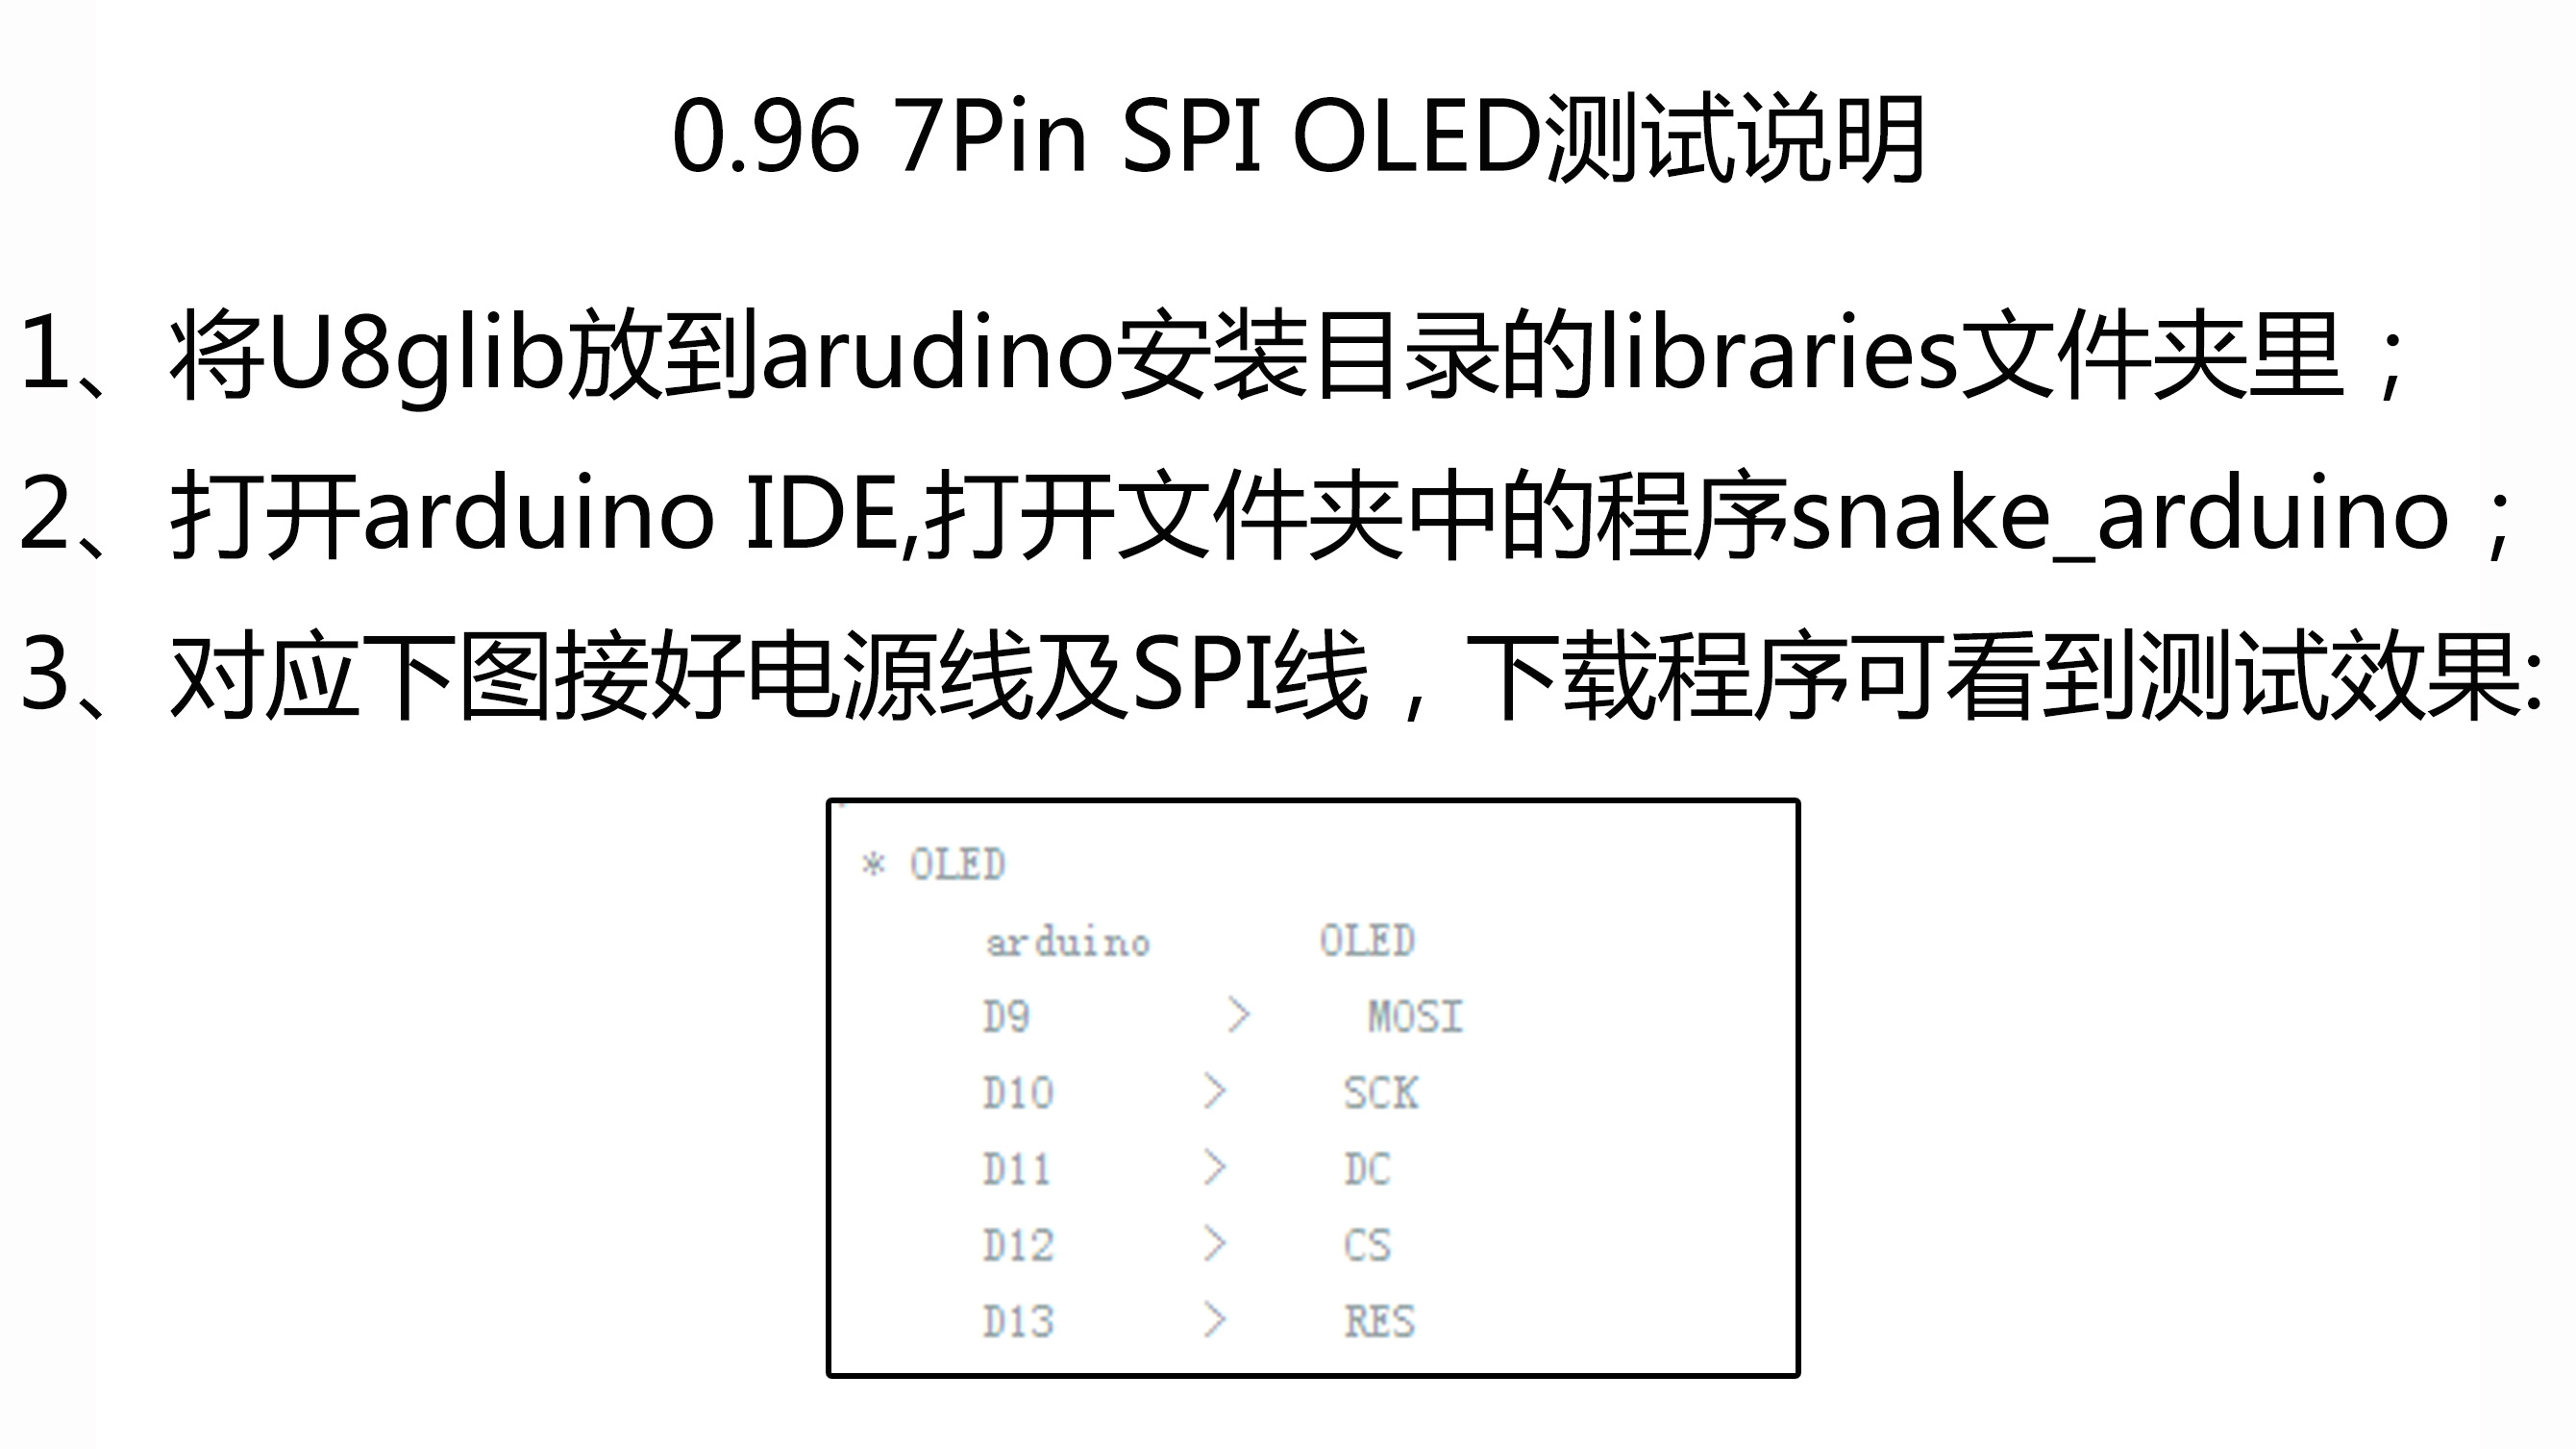 0.96 7Pin SPI OLED测试说明
1、将U8glib放到arudino安装目录的libraries文件夹里；
2、打开arduino IDE,打开文件夹中的程序snake_arduino；
3、对应下图接好电源线及SPI线，下载程序可看到测试效果:
* OLED
arduino OLED
D9 > MOSI
D10 > SCK
D11 > DC
D12 > CS
D13 > RES